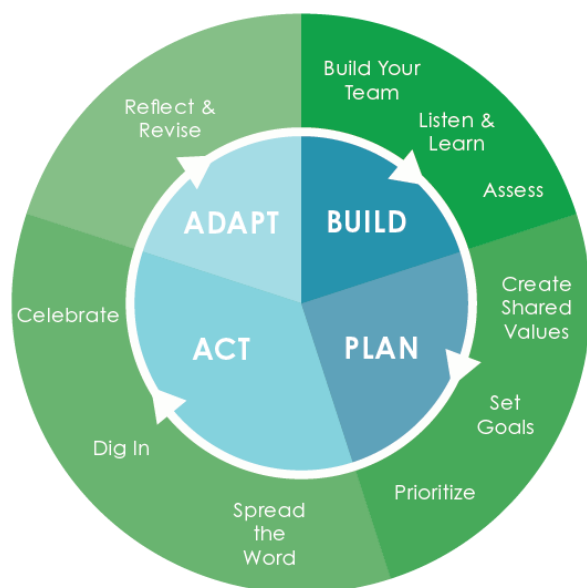 Build Your
Team
Listen &
Learn
Assess
Create
Shared
Values
Set
Goals
Prioritize
Spread
the
Word
Dig In
Celebrate
Reflect &
Revise
ADAPT
BUILD
ACT
PLAN